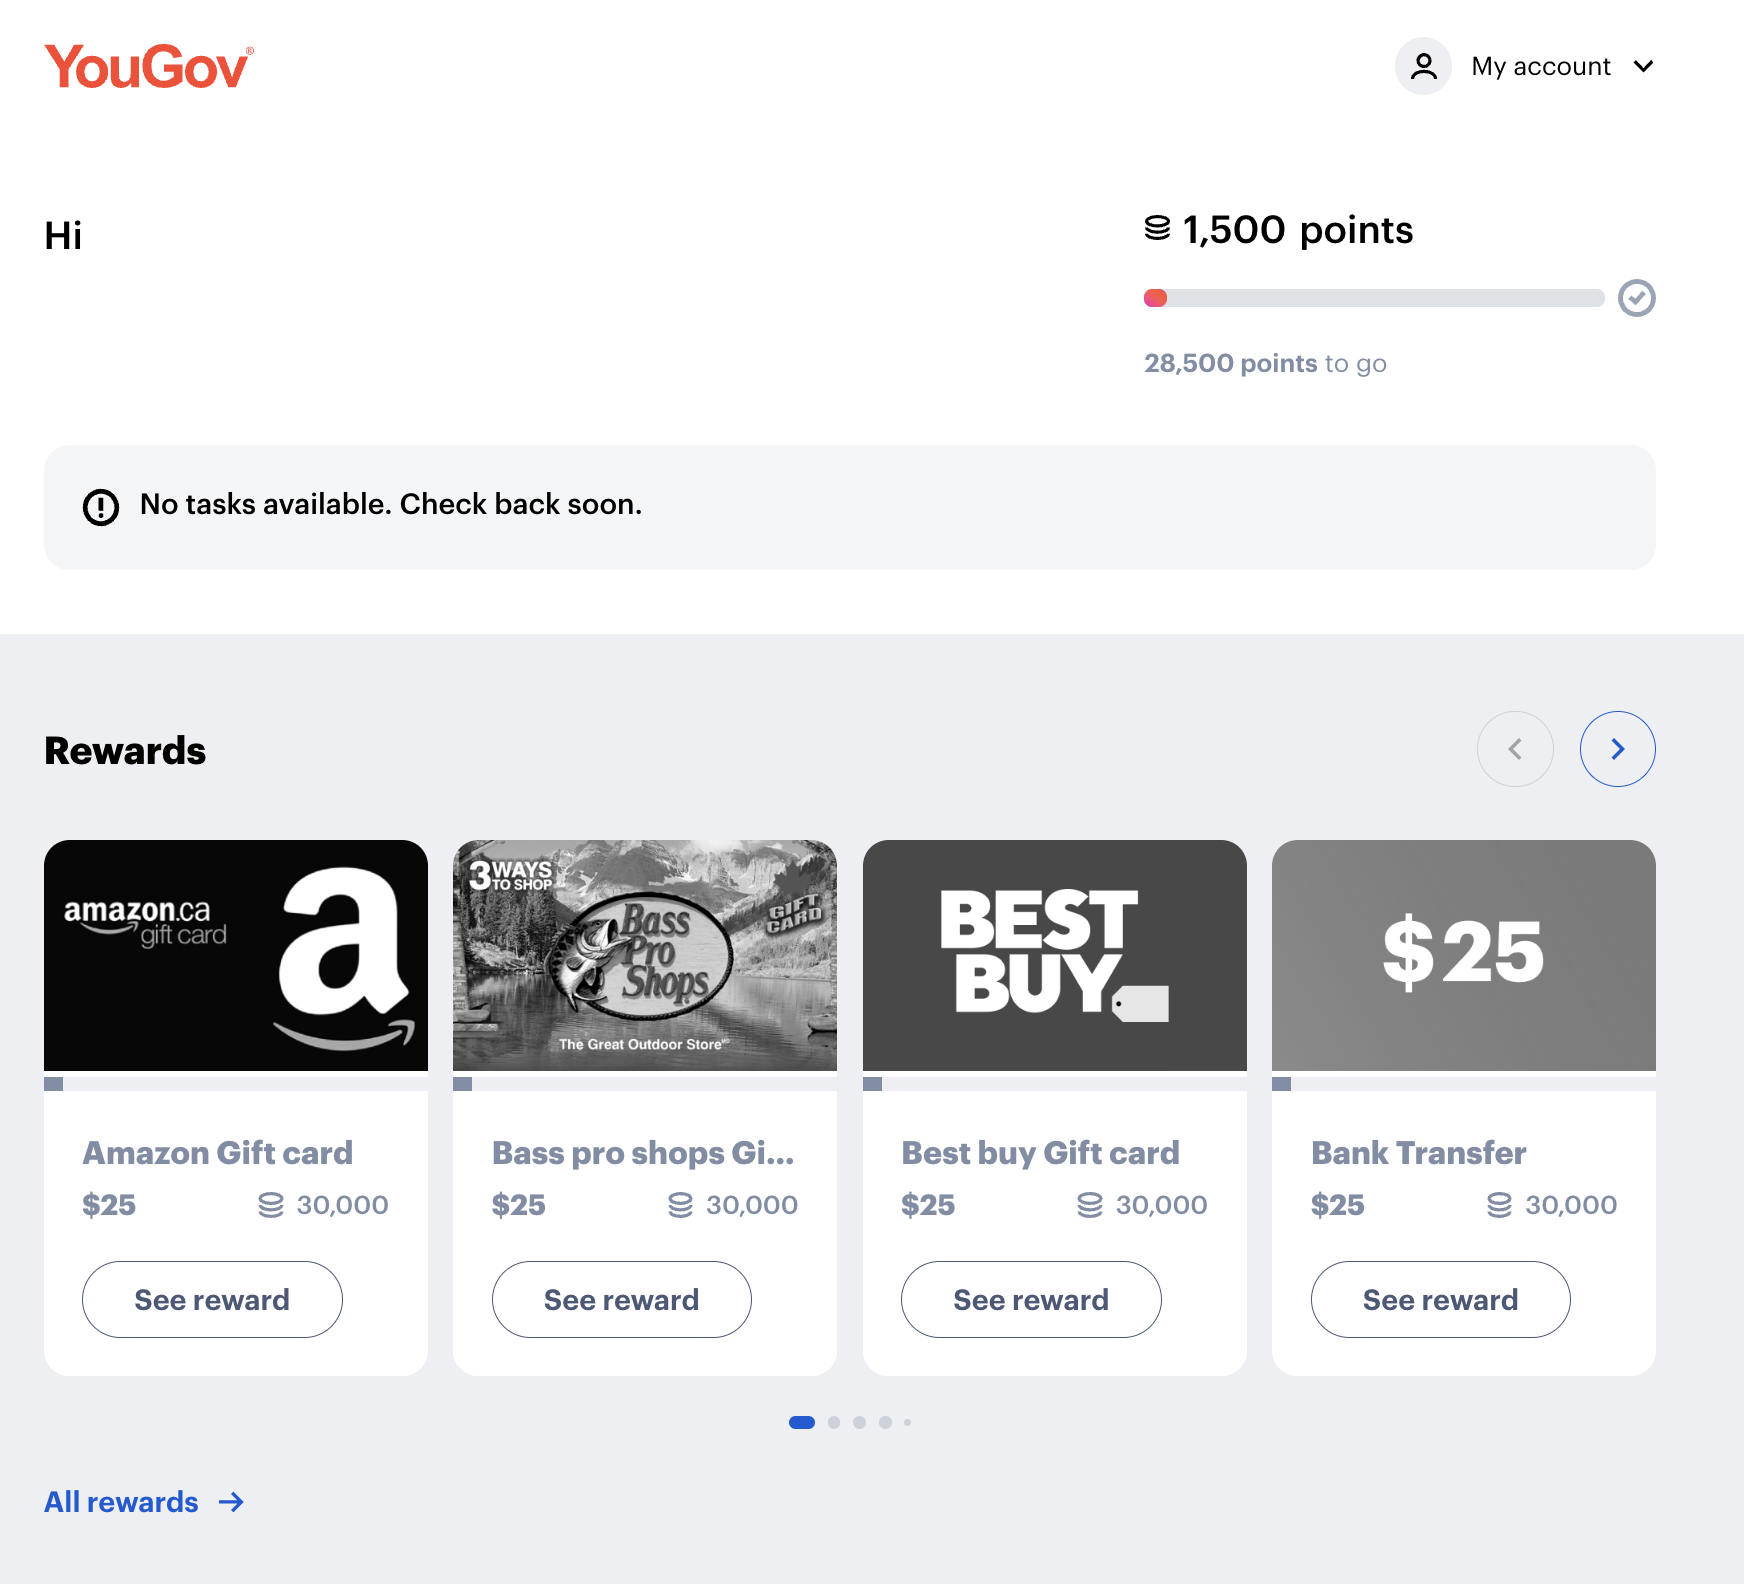 YouGov®
My account
Hi
1,500 points
28,500 points to go
No tasks available. Check back soon.
Rewards
amazon.ca
gift card
a
3 WAYS
TO SHOP
GIFT
CARD
Bass
Pro
Shops
The Great Outdoor Store
BEST
BUY
$25
Amazon Gift card
$25 30,000
See reward
Bass pro shops Gi...
$25 30,000
See reward
Best buy Gift card
$25 30,000
See reward
Bank Transfer
$25 30,000
See reward
All rewards